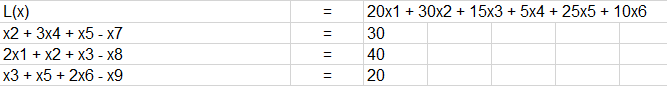 L(x) = 20x1 + 30x2 + 15x3 + 5x4 + 25x5 + 10x6
x2 + 3x4 + x5 - x7 = 30
2x1 + x2 + x3 - x8 = 40
x3 + x5 + 2x6 - x9 = 20